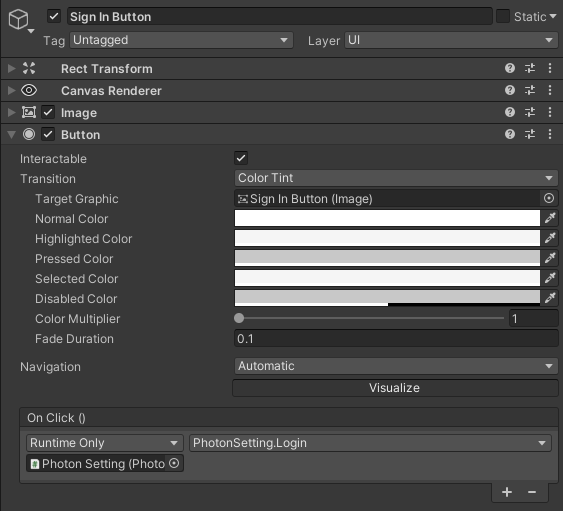 Sign In Button Static
Tag Untagged Layer UI
Rect Transform
Canvas Renderer
Image
Button
Interactable
Transition Color Tint
Target Graphic Sign In Button (Image)
Normal Color
Highlighted Color
Pressed Color
Selected Color
Disabled Color
Color Multiplier 1
Fade Duration 0.1
Navigation Automatic
Visualize
On Click ()
Runtime Only PhotonSetting.Login
Photon Setting (Photo